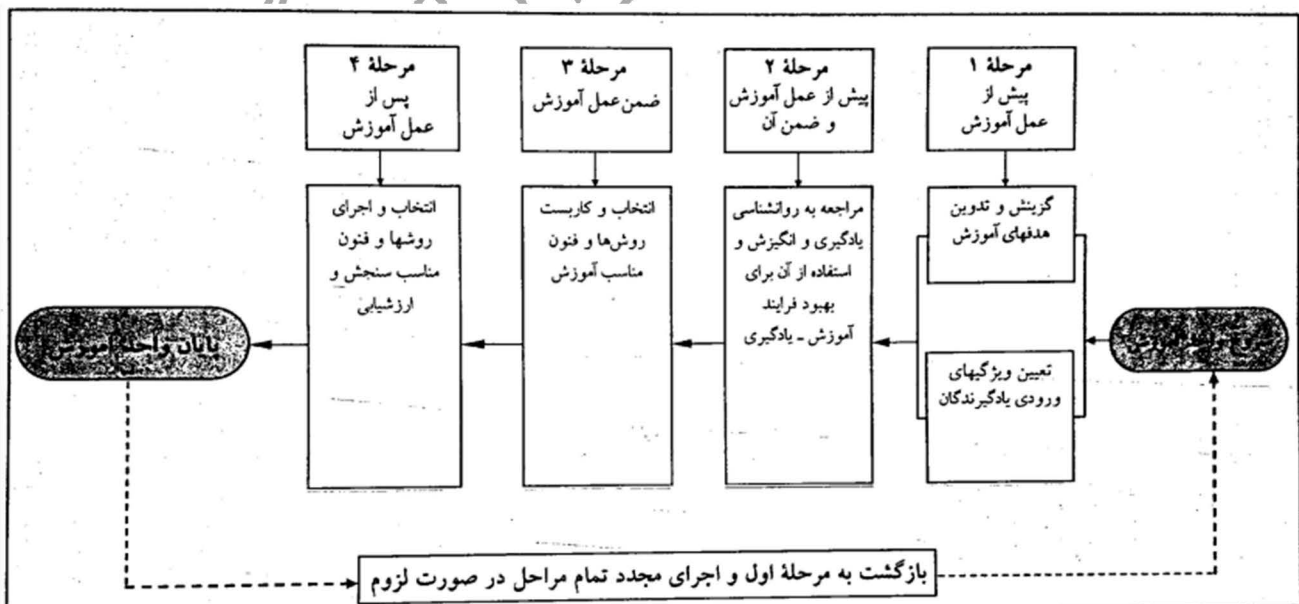 مرحلهٔ ۱
پیش از
عمل آموزش
مرحلهٔ ۲
پیش از عمل آموزش
و ضمن آن
مرحلهٔ ۳
ضمن عمل آموزش
مرحلهٔ ۴
پس از
عمل آموزش
گزینش و تدوین
هدفهای آموزش
تعیین ویژگیهای
ورودی یادگیرندگان
مراجعه به روانشناسی
یادگیری و انگیزش و
استفاده از آن برای
بهبود فرایند
آموزش ـ یادگیری
انتخاب و کاربست
روش‌ها و فنون
مناسب آموزش
انتخاب و اجرای
روشها و فنون
مناسب سنجش و
ارزشیابی
پایان واحد آموزش
بازگشت به مرحلهٔ اول و اجرای مجدد تمام مراحل در صورت لزوم